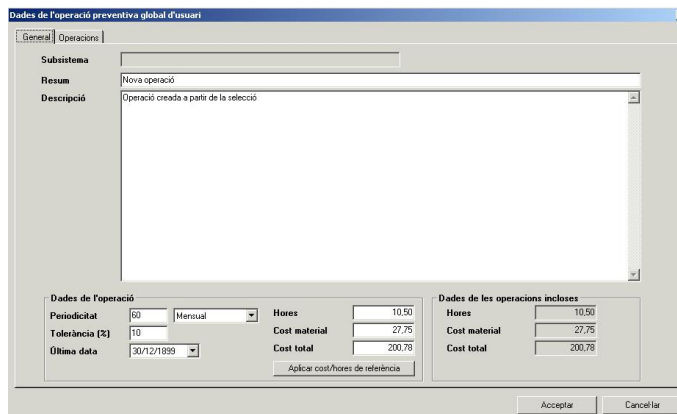 Dades de l'operació preventiva global d'usuari
General Operacions
Subsistema
Resum Nova operació
Descripció Operació creada a partir de la selecció
Dades de l'operació
Periodicitat 60 Mensual
Tolerància (%) 10
Última data 30/12/1899
Hores 10,50
Cost material 27,75
Cost total 200,78
Aplicar cost/hores de referència
Dades de les operacions incloses
Hores 10,50
Cost material 27,75
Cost total 200,78
Acceptar Cancel·lar